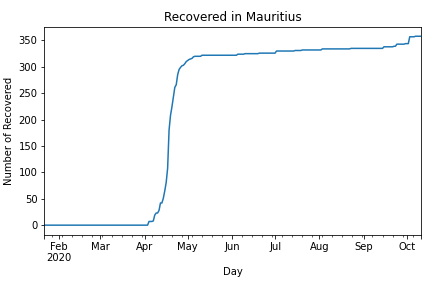 Recovered in Mauritius
Number of Recovered
350
300
250
200
150
100
50
0
Feb Mar Apr May Jun Jul Aug Sep Oct
2020
Day